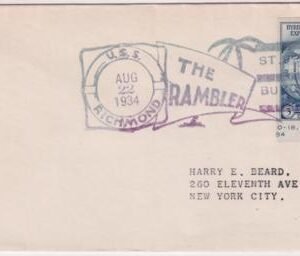 U.S.S.
AUG
22
1934
RICHMOND
THE
RAMBLER
ST.
BU
HARRY E. BEARD.
260 ELEVENTH AVE
NEW YORK CITY.